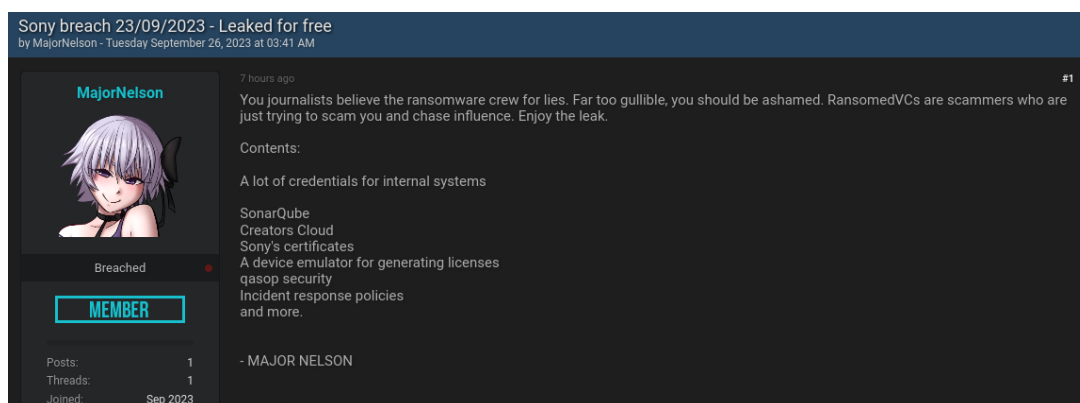 Sony breach 23/09/2023 - Leaked for free
by MajorNelson - Tuesday September 26, 2023 at 03:41 AM
MajorNelson
Breached
MEMBER
Posts: 1
Threads: 1
Joined: Sep 2023
7 hours ago #1
You journalists believe the ransomware crew for lies. Far too gullible, you should be ashamed. RansomedVCs are scammers who are
just trying to scam you and chase influence. Enjoy the leak.
Contents:
A lot of credentials for internal systems
SonarQube
Creators Cloud
Sony's certificates
A device emulator for generating licenses
qasop security
Incident response policies
and more.
- MAJOR NELSON